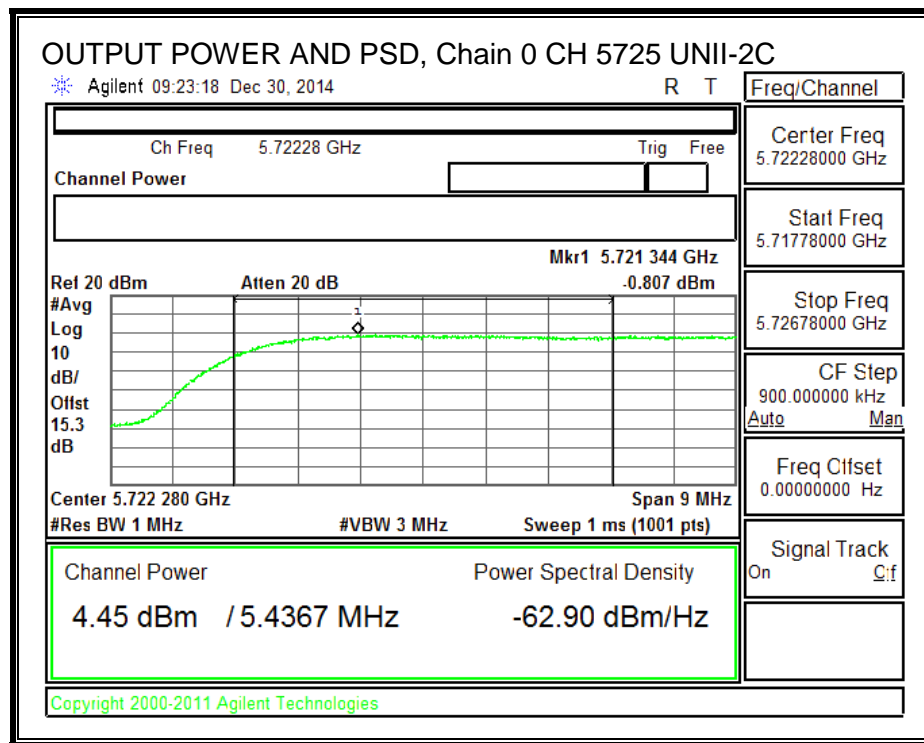 OUTPUT POWER AND PSD, Chain 0 CH 5725 UNII-2C
Agilent 09:23:18 Dec 30, 2014 R T
Freq/Channel
Ch Freq 5.72228 GHz Trig Free
Channel Power
Center Freq
5.72228000 GHz
Start Freq
5.71778000 GHz
Mkr1 5.721 344 GHz
Ref 20 dBm Atten 20 dB -0.807 dBm
Stop Freq
5.72678000 GHz
#Avg
Log
10
dB/
Offst
15.3
dB
1
CF Step
900.000000 kHz
Auto Man
Freq Offset
0.00000000 Hz
Center 5.722 280 GHz Span 9 MHz
#Res BW 1 MHz #VBW 3 MHz Sweep 1 ms (1001 pts)
Signal Track
On Off
Channel Power Power Spectral Density
4.45 dBm / 5.4367 MHz -62.90 dBm/Hz
Copyright 2000-2011 Agilent Technologies